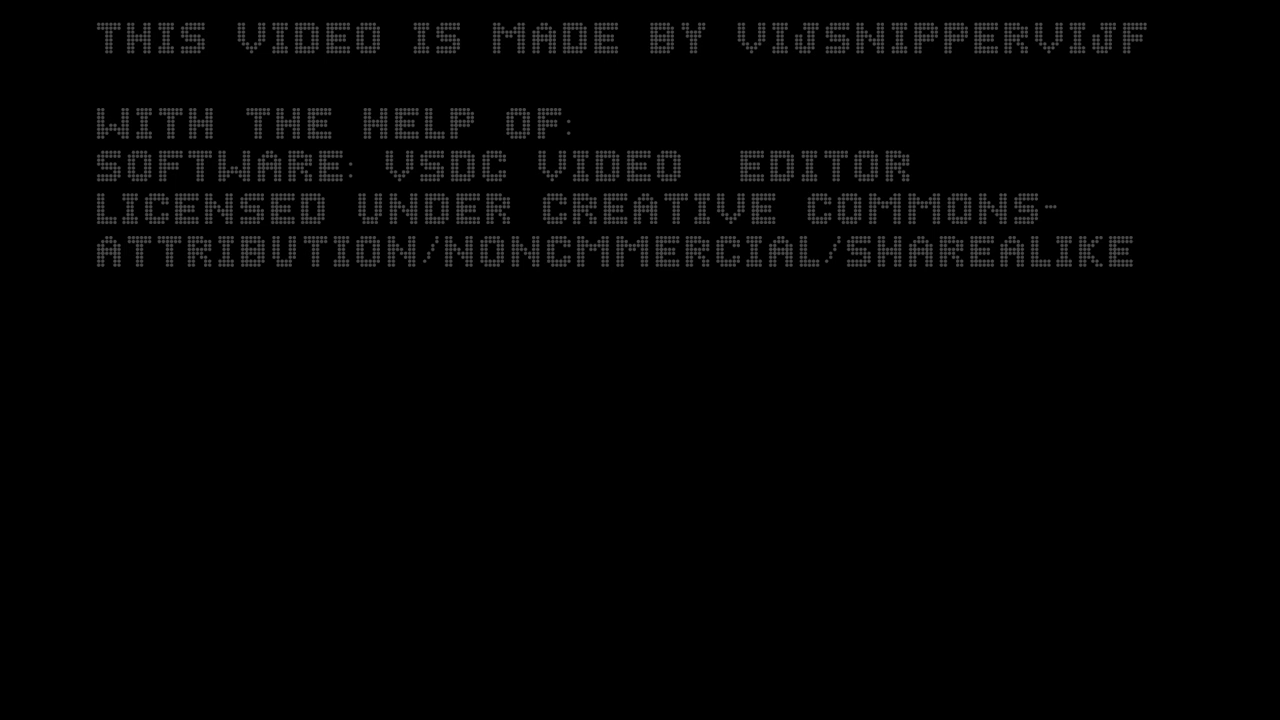 THIS VIDEO IS MADE BY VIJSNIPPERVIJF
WITH THE HELP OF:
SOFTWARE: VSDC VIDEO EDITOR
LICENSED UNDER CREATIVE COMMONS-
ATTRIBUTION/NONCMMERCIAL/SHAREALIKE